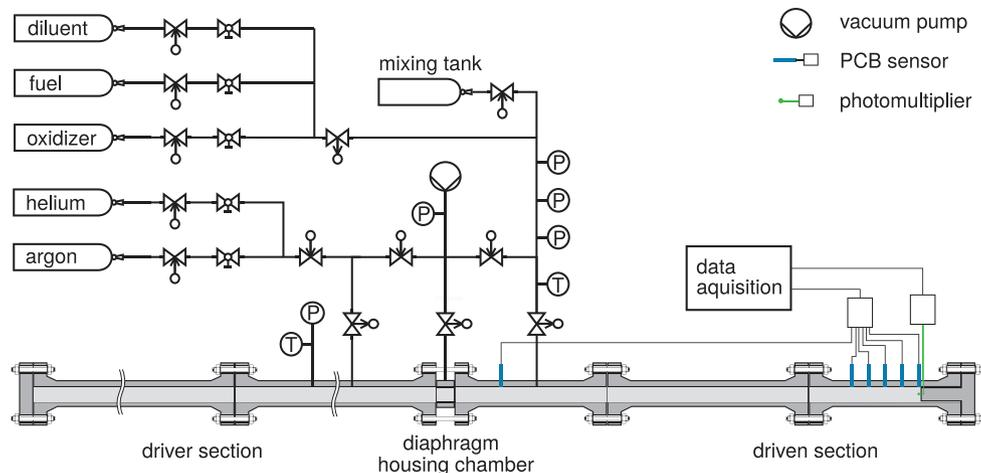 diluent
fuel
oxidizer
helium
argon
mixing tank
vacuum pump
PCB sensor
photomultiplier
P
P
P
P
T
P
T
data
aquisition
driver section
diaphragm
housing chamber
driven section